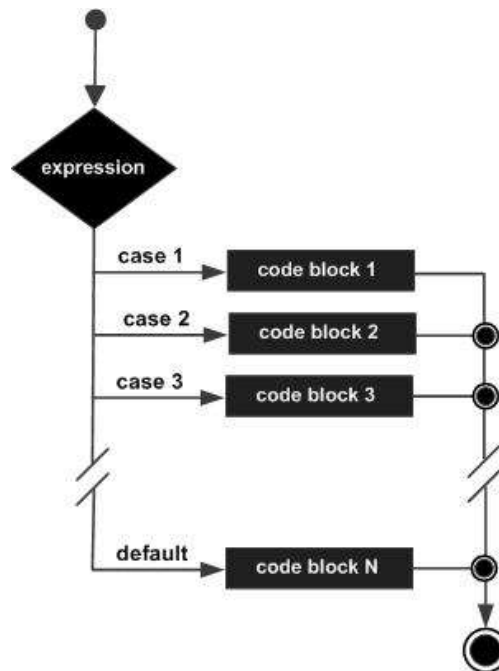 expression
case 1
code block 1
case 2
code block 2
case 3
code block 3
default
code block N